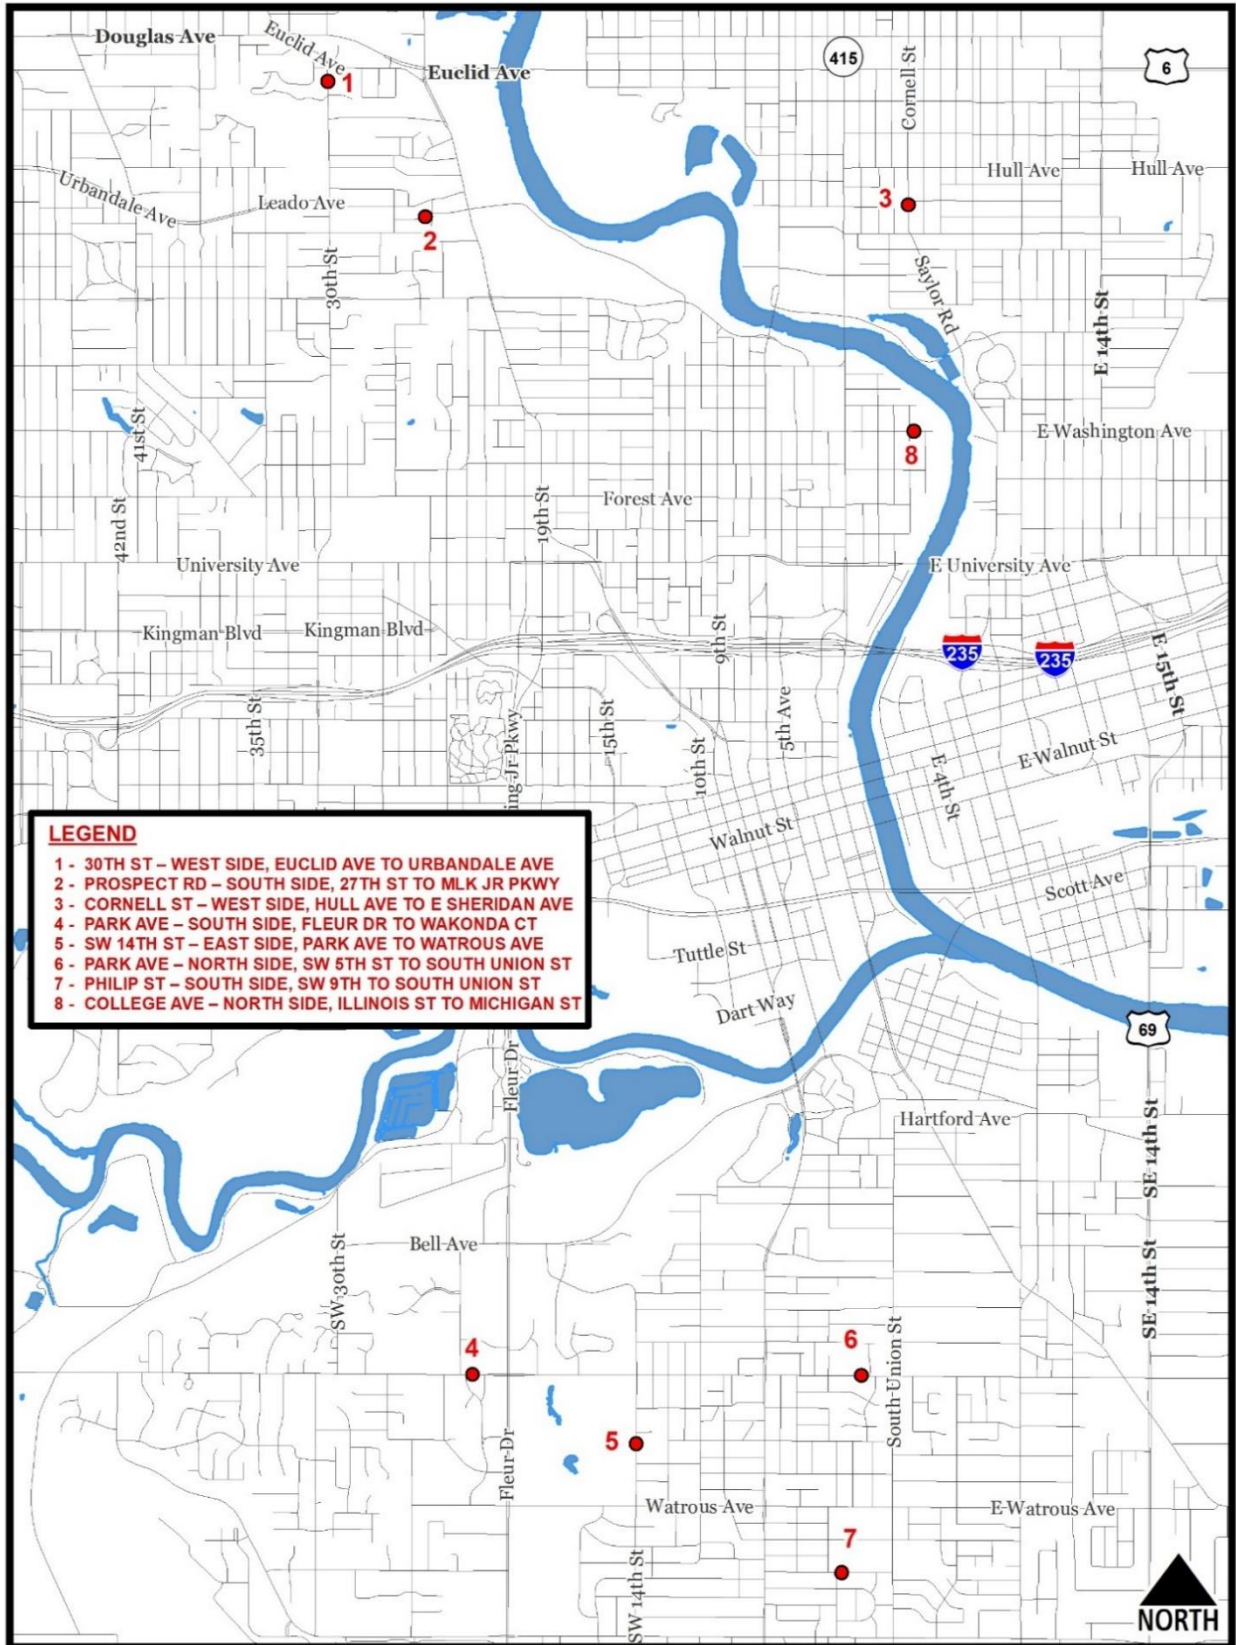 Douglas Ave
Euclid Ave
Euclid Ave
1
415
Cornell St
6
Urbandale Ave
Leado Ave
2
3
Hull Ave
Hull Ave
30th St
Saylor Rd
E 14th St
41st St
8
E Washington Ave
42nd St
19th St
Forest Ave
University Ave
E University Ave
Kingman Blvd
Kingman Blvd
9th St
235
235
E 15th St
35th St
ing Jr Pkwy
15th St
10th St
5th Ave
E 4th St
E Walnut St
Walnut St
LEGEND
1 - 30TH ST – WEST SIDE, EUCLID AVE TO URBANDALE AVE
2 - PROSPECT RD – SOUTH SIDE, 27TH ST TO MLK JR PKWY
3 - CORNELL ST – WEST SIDE, HULL AVE TO E SHERIDAN AVE
4 - PARK AVE – SOUTH SIDE, FLEUR DR TO WAKONDA CT
5 - SW 14TH ST – EAST SIDE, PARK AVE TO WATROUS AVE
6 - PARK AVE – NORTH SIDE, SW 5TH ST TO SOUTH UNION ST
7 - PHILIP ST – SOUTH SIDE, SW 9TH TO SOUTH UNION ST
8 - COLLEGE AVE – NORTH SIDE, ILLINOIS ST TO MICHIGAN ST
Scott Ave
Tuttle St
Dart Way
69
Fleur Dr
Hartford Ave
SE 14th St
Bell Ave
SW 30th St
SE 14th St
4
6
South Union St
5
Fleur Dr
Watrous Ave
E Watrous Ave
7
SW 14th St
NORTH